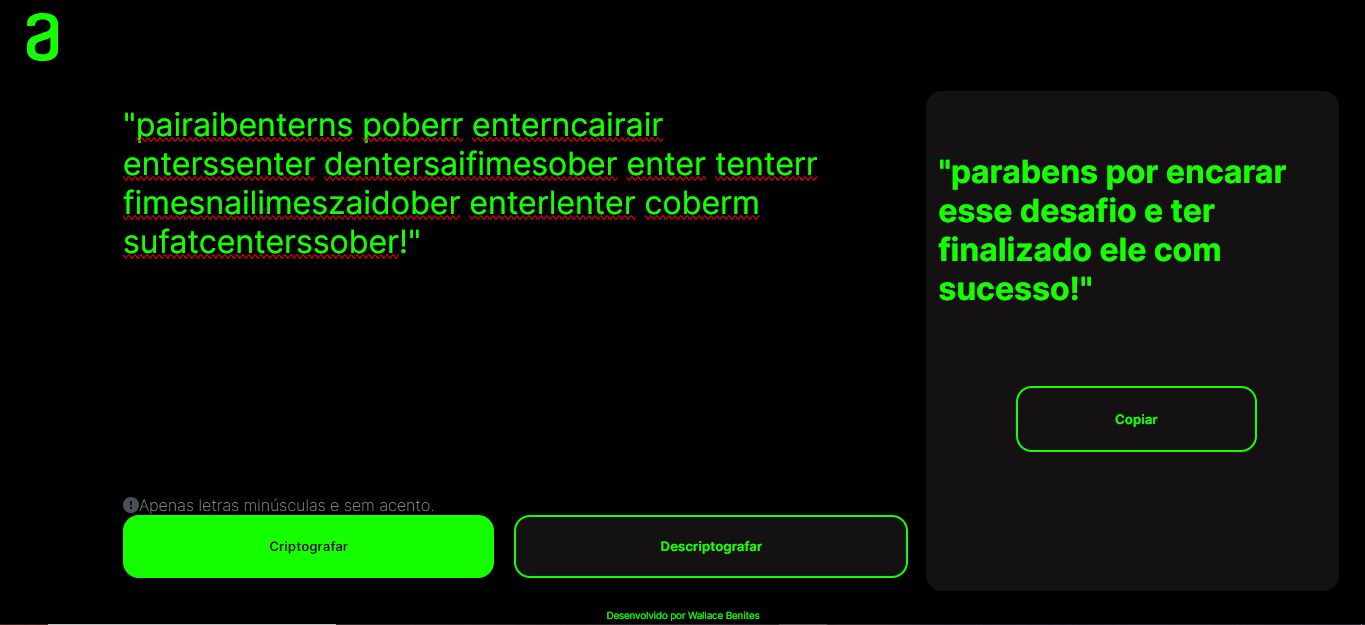 a
"pairaibenterns poberr enterncairair
enterssenter dentersaifimesober enter tenterr
fimesnailimeszaidober enterlenter coberm
sufatcenterssober!"
"parabens por encarar
esse desafio e ter
finalizado ele com
sucesso!"
Copiar
Apenas letras minúsculas e sem acento.
Criptografar
Descriptografar
Desenvolvido por Wallace Benites